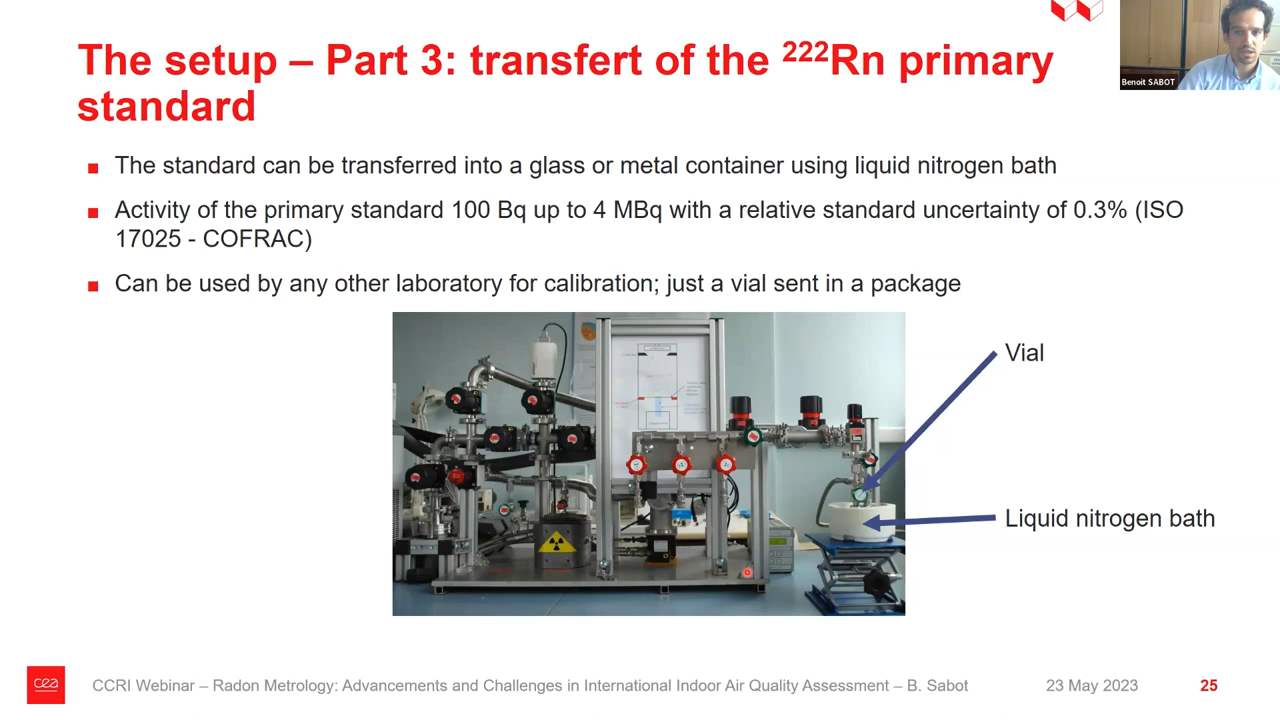 The setup – Part 3: transfert of the ²²²Rn primary
standard
Benoit SABOT
The standard can be transferred into a glass or metal container using liquid nitrogen bath
Activity of the primary standard 100 Bq up to 4 MBq with a relative standard uncertainty of 0.3% (ISO
17025 - COFRAC)
Can be used by any other laboratory for calibration; just a vial sent in a package
Vial
Liquid nitrogen bath
cea
CCRI Webinar – Radon Metrology: Advancements and Challenges in International Indoor Air Quality Assessment – B. Sabot
23 May 2023
25